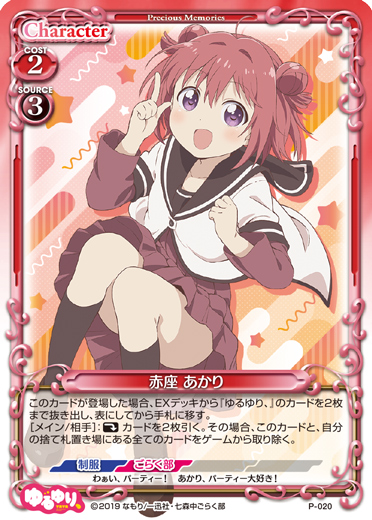 Precious Memories
Character
COST
2
SOURCE
3
赤座 あかり
このカードが登場した場合、EXデッキから『ゆるゆり、』のカードを2枚
まで抜き出し、表にしてから手札に移す。
[メイン/相手]: カードを2枚引く。その場合、このカードと、自分
の捨て札置き場にある全てのカードをゲームから取り除く。
制服 ごらく部
わぁい、パーティー! あかり、パーティー大好き!
ゆるゆり、
©2019 なもり/一迅社・七森中ごらく部
P-020